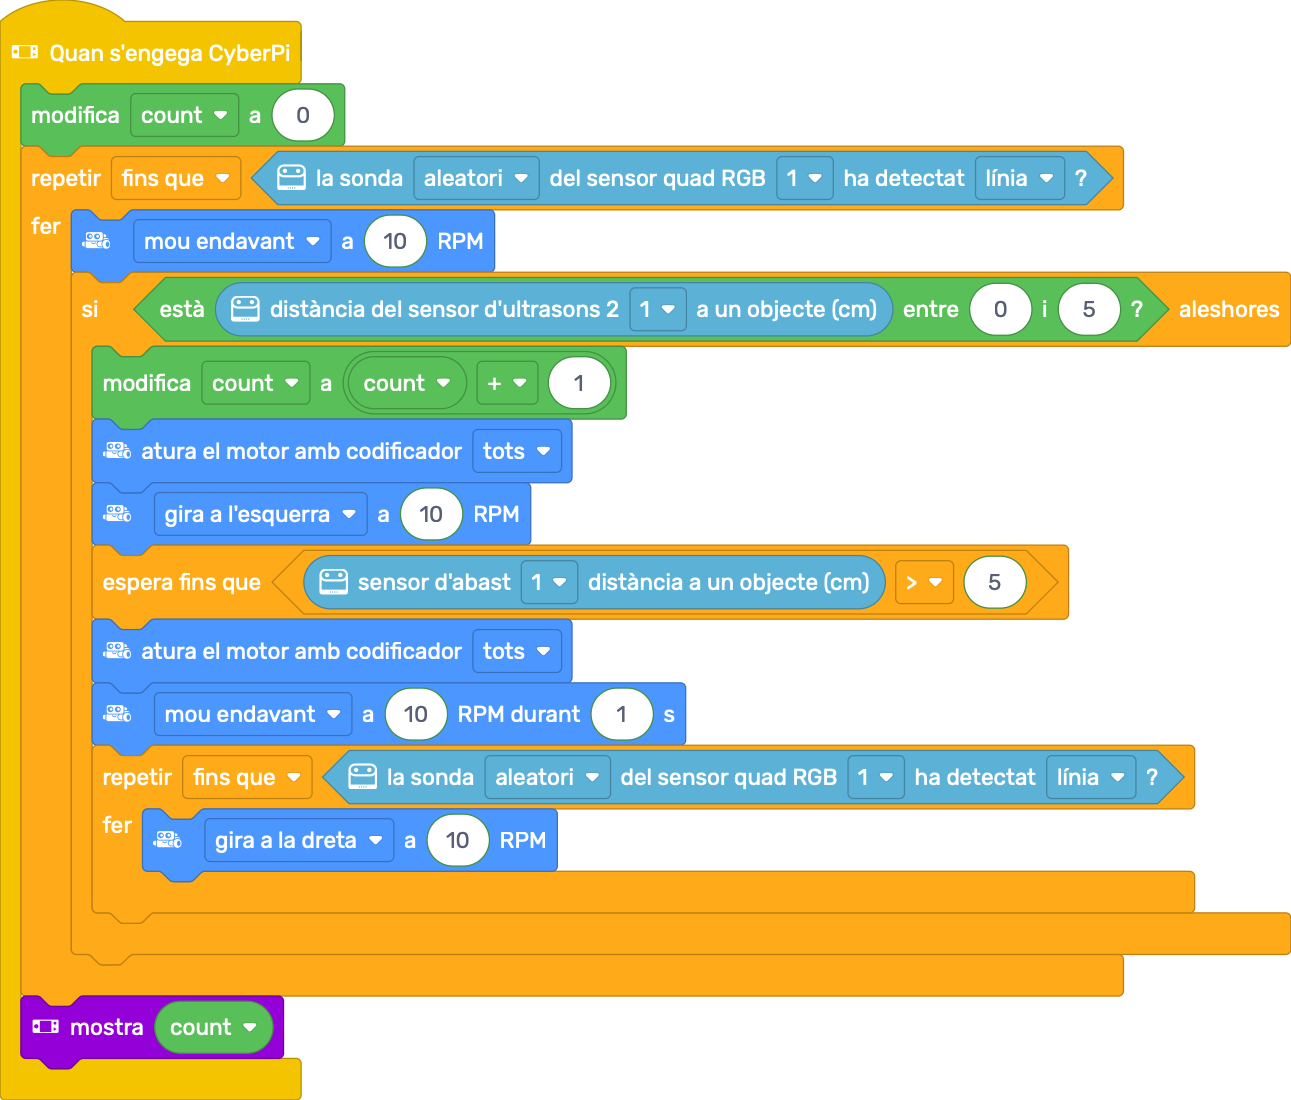 Quan s'engega CyberPi
modifica count a 0
repetir fins que la sonda aleatori del sensor quad RGB 1 ha detectat línia ?
fer
mou endavant a 10 RPM
si està distància del sensor d'ultrasons 2 1 a un objecte (cm) entre 0 i 5 ? aleshores
modifica count a count + 1
atura el motor amb codificador tots
gira a l'esquerra a 10 RPM
espera fins que sensor d'abast 1 distància a un objecte (cm) > 5
atura el motor amb codificador tots
mou endavant a 10 RPM durant 1 s
repetir fins que la sonda aleatori del sensor quad RGB 1 ha detectat línia ?
fer
gira a la dreta a 10 RPM
mostra count